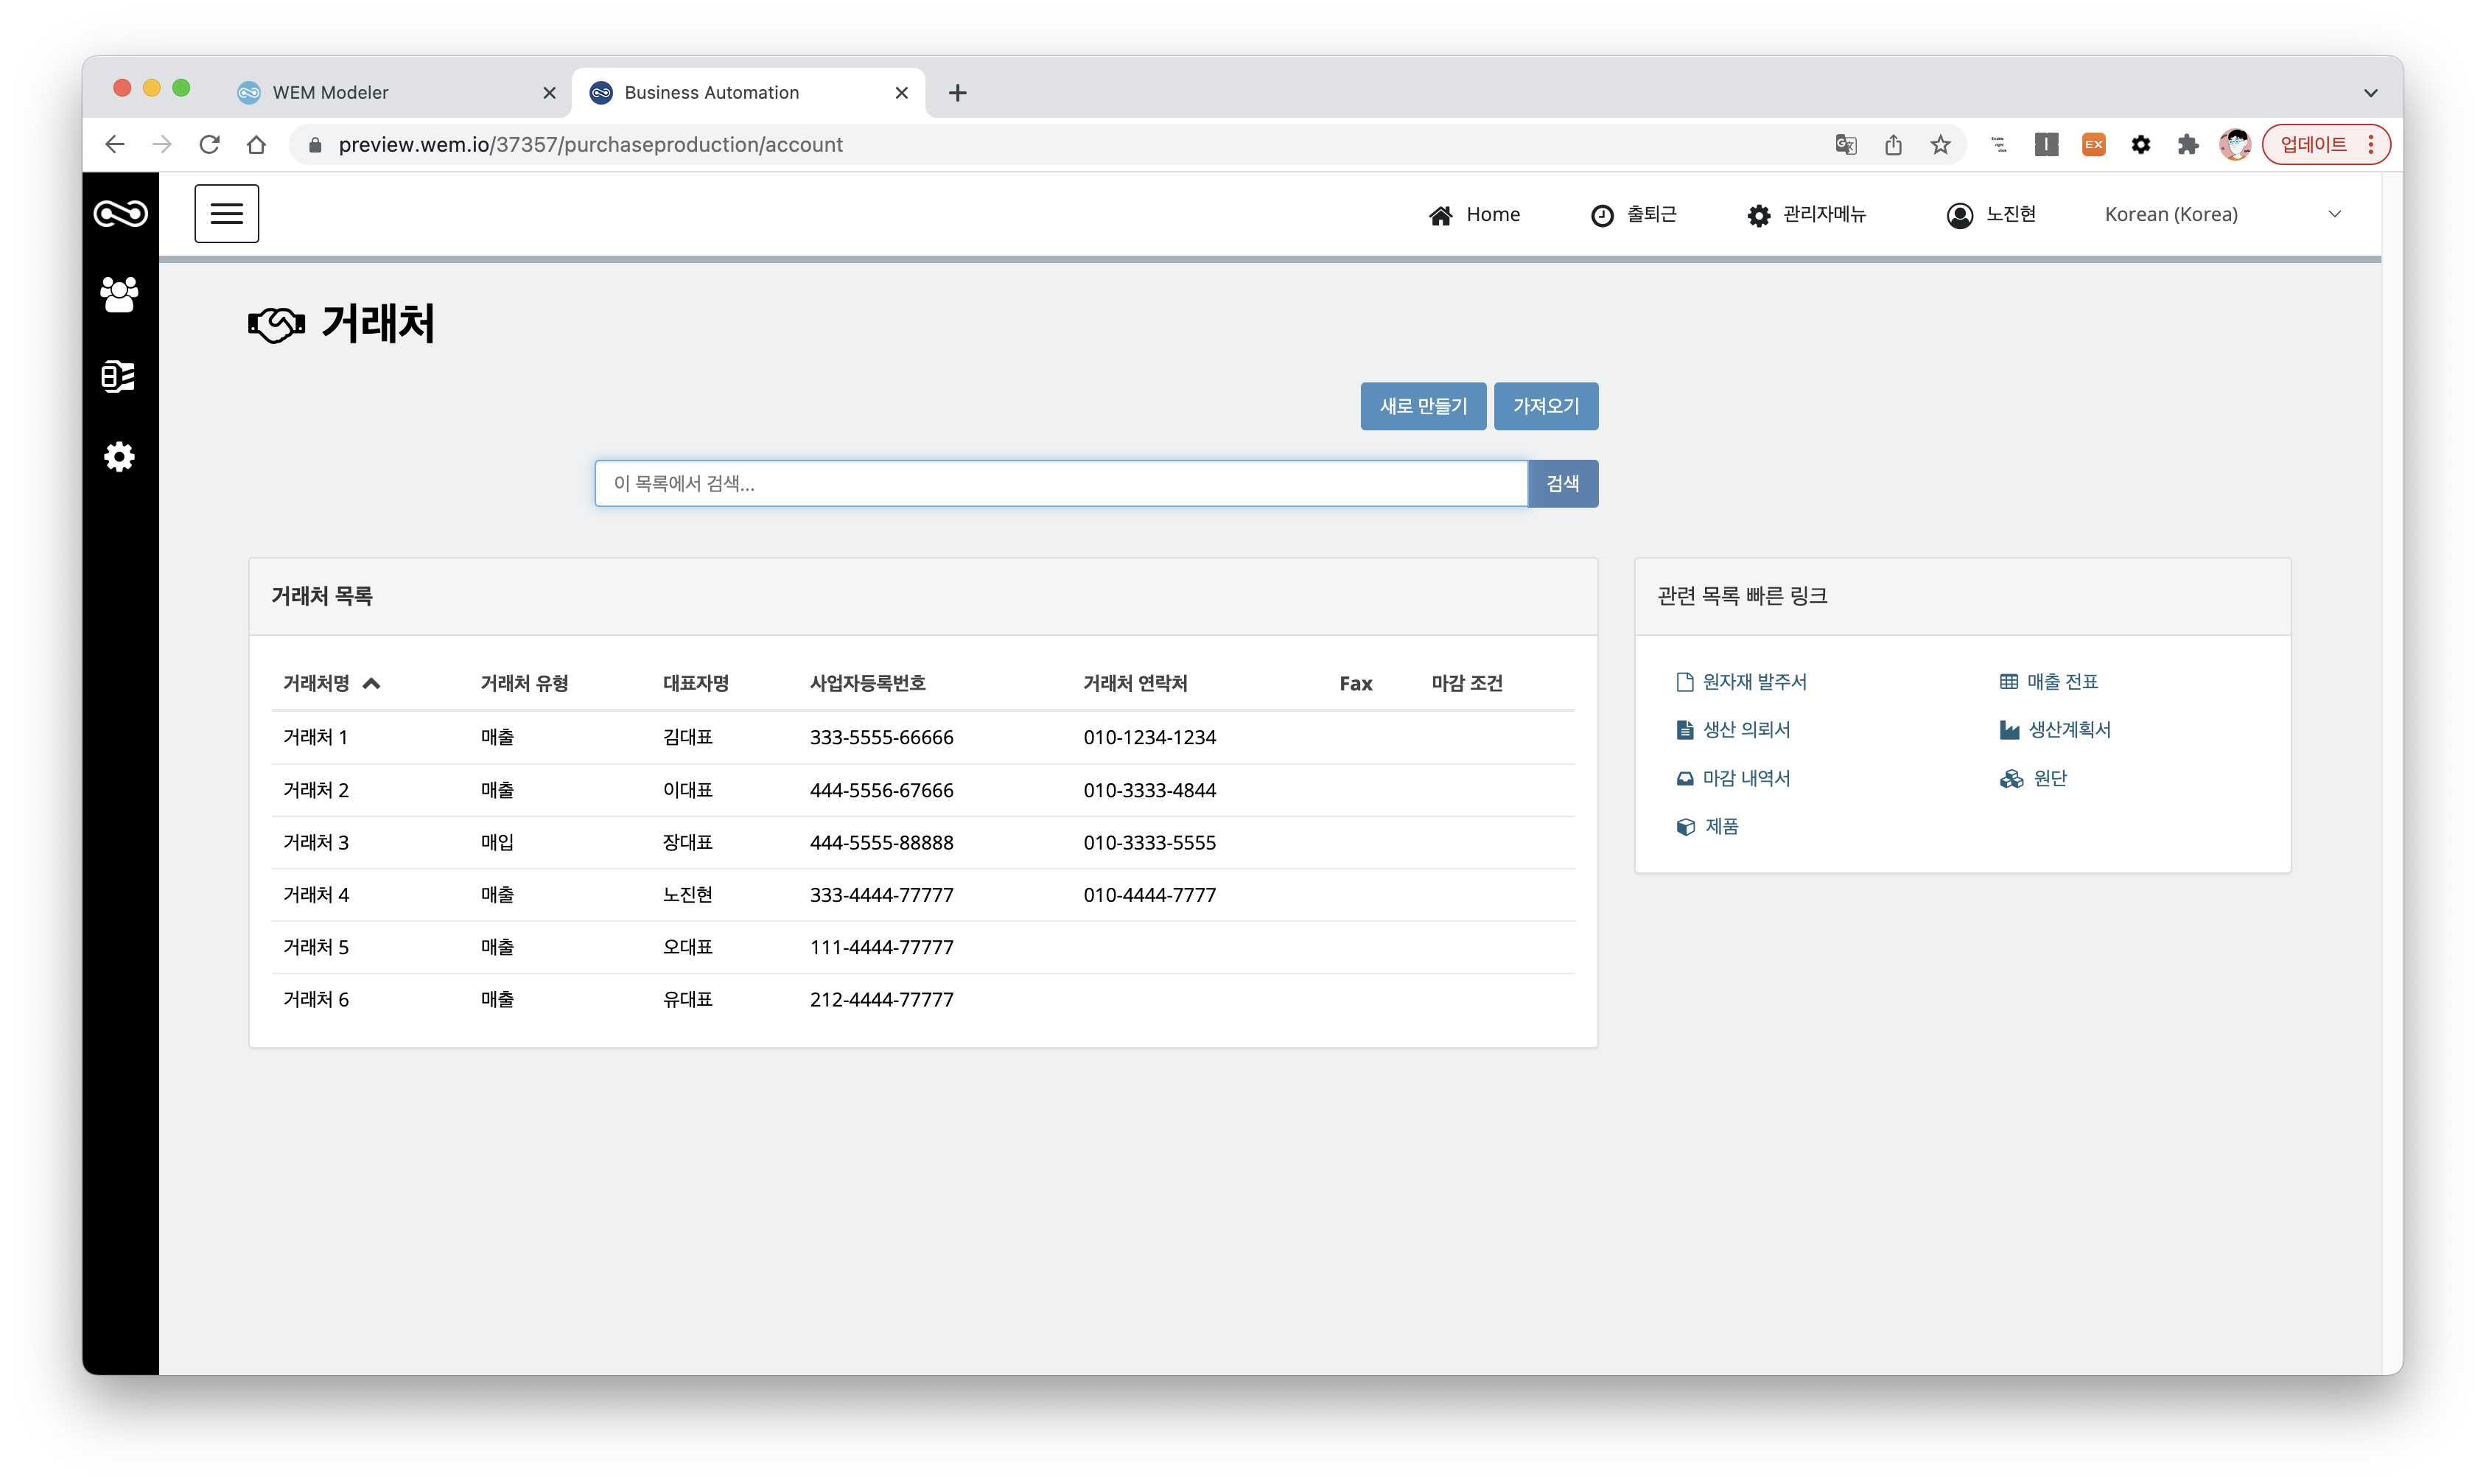 WEM Modeler
Business Automation
preview.wem.io/37357/purchaseproduction/account
EX
업데이트
Home
출퇴근
관리자메뉴
노진현
Korean (Korea)
거래처
새로 만들기
가져오기
이 목록에서 검색...
검색
거래처 목록
거래처명 거래처 유형 대표자명 사업자등록번호 거래처 연락처 Fax 마감 조건
거래처 1 매출 김대표 333-5555-66666 010-1234-1234
거래처 2 매출 이대표 444-5556-67666 010-3333-4844
거래처 3 매입 장대표 444-5555-88888 010-3333-5555
거래처 4 매출 노진현 333-4444-77777 010-4444-7777
거래처 5 매출 오대표 111-4444-77777
거래처 6 매출 유대표 212-4444-77777
관련 목록 빠른 링크
원자재 발주서 매출 전표
생산 의뢰서 생산계획서
마감 내역서 원단
제품